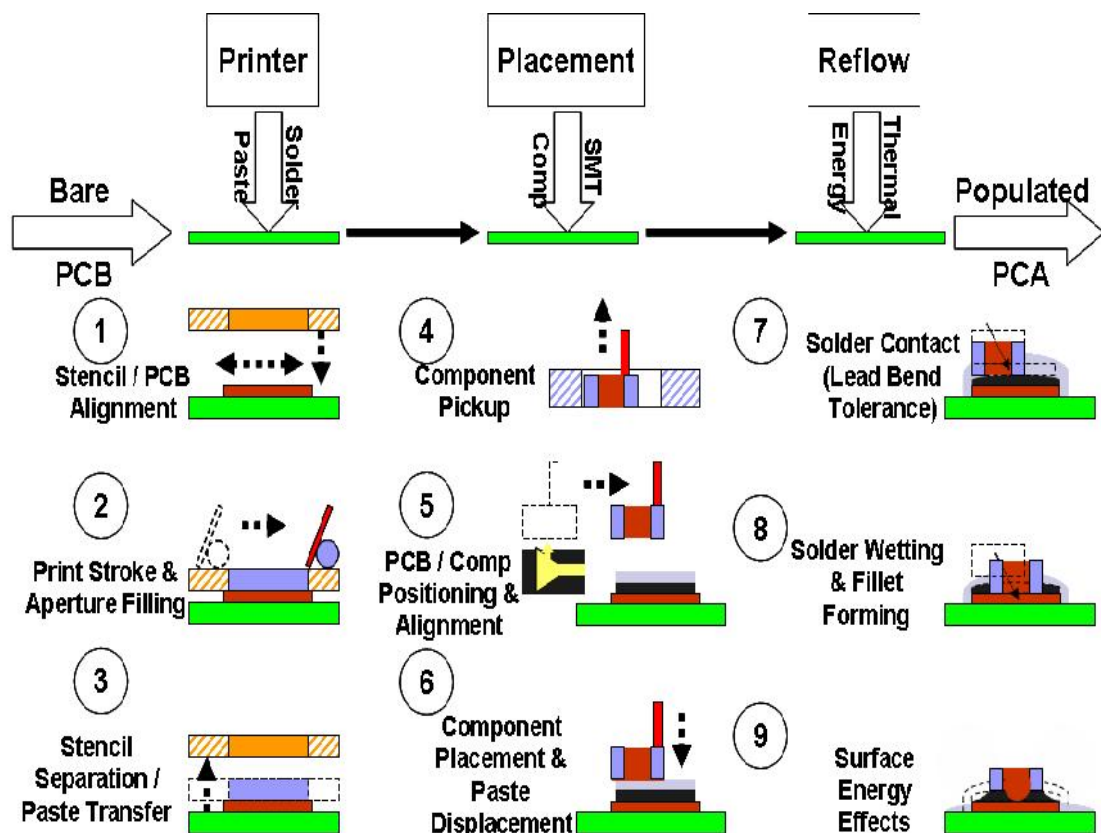 Printer
Placement
Reflow
Solder
Paste
SMT
Comp
Thermal
Energy
Bare
PCB
Populated
PCA
1
Stencil / PCB
Alignment
4
Component
Pickup
7
Solder Contact
(Lead Bend
Tolerance)
2
Print Stroke &
Aperture Filling
5
PCB / Comp
Positioning &
Alignment
8
Solder Wetting
& Fillet
Forming
3
Stencil
Separation /
Paste Transfer
6
Component
Placement &
Paste
Displacement
9
Surface
Energy
Effects